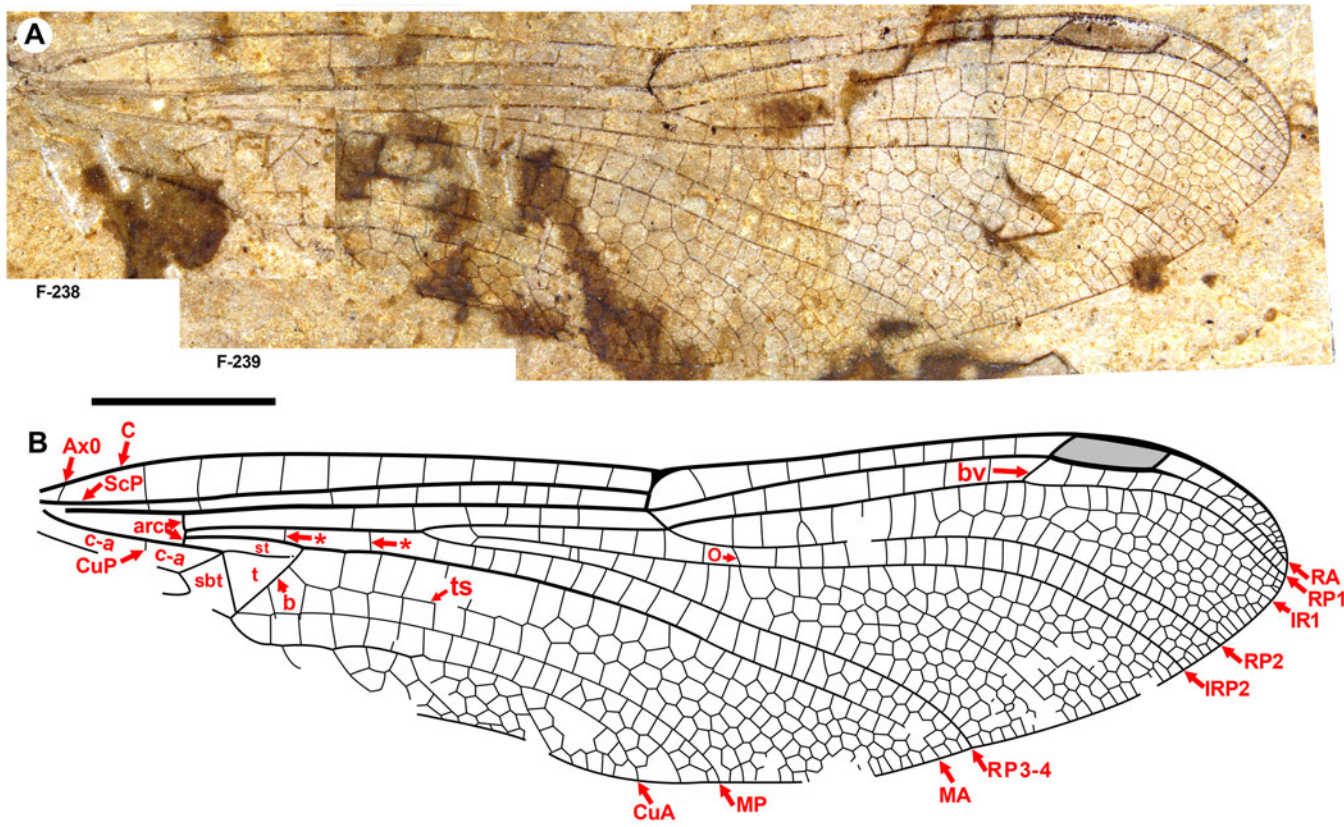 A
F-238
F-239
B
Ax0
C
ScP
bv
arc
*
*
c-a
c-a
CuP
st
sbt
t
b
ts
O
RA
RP1
IR1
RP2
IRP2
RP3-4
MA
MP
CuA